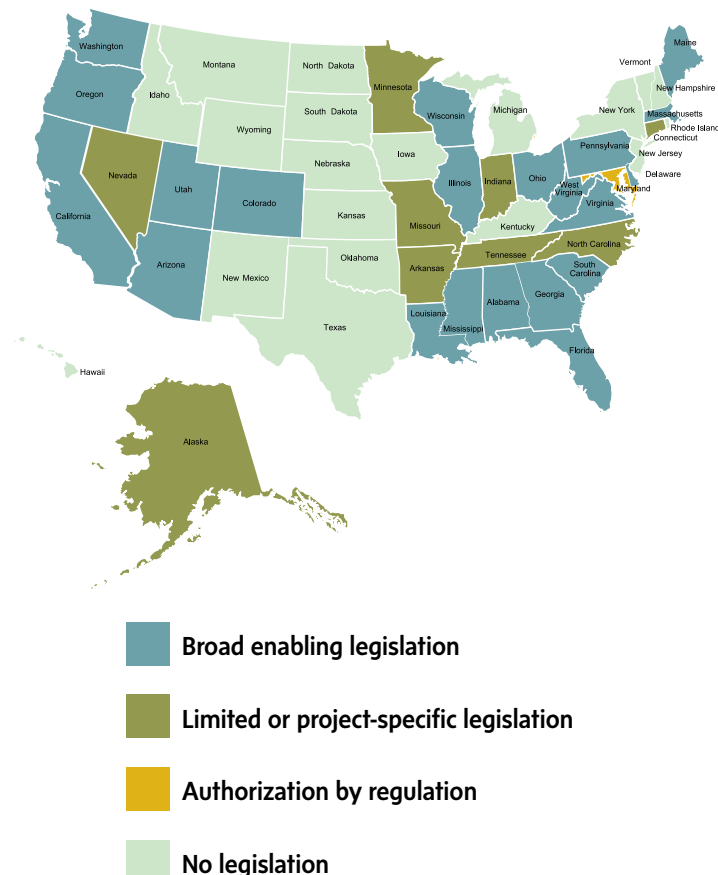 Maine
Washington
Vermont
Montana
North Dakota
Minnesota
New Hampshire
Oregon
Idaho
Massachusetts
South Dakota
Wisconsin
Michigan
New York
Rhode Island
Wyoming
Connecticut
Iowa
Pennsylvania
New Jersey
Nebraska
Nevada
Utah
Illinois
Indiana
Ohio
Delaware
West
Virginia
Maryland
Colorado
Virginia
California
Kansas
Missouri
Kentucky
North Carolina
Oklahoma
Tennessee
Arizona
Arkansas
South
Carolina
New Mexico
Georgia
Alabama
Louisiana
Mississippi
Texas
Florida
Hawaii
Alaska
Broad enabling legislation
Limited or project-specific legislation
Authorization by regulation
No legislation